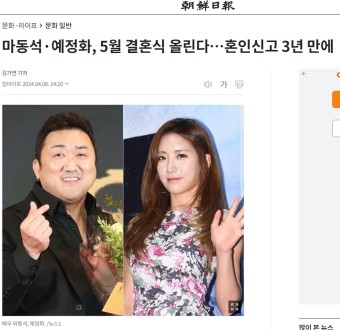 朝鮮日報
문화·라이프 > 문화 일반
마동석·예정화, 5월 결혼식 올린다…혼인신고 3년 만에
김가연 기자
업데이트 2024.04.09. 14:20
가
배우 마동석, 예정화. /뉴스1
많이 본 뉴스